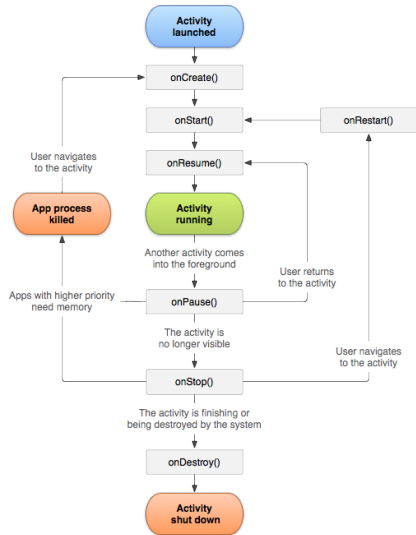 Activity
launched
onCreate()
onStart()
onRestart()
User navigates
to the activity
onResume()
App process
killed
Activity
running
Another activity comes
into the foreground
User returns
to the activity
Apps with higher priority
need memory
onPause()
The activity is
no longer visible
User navigates
to the activity
onStop()
The activity is finishing or
being destroyed by the system
onDestroy()
Activity
shut down